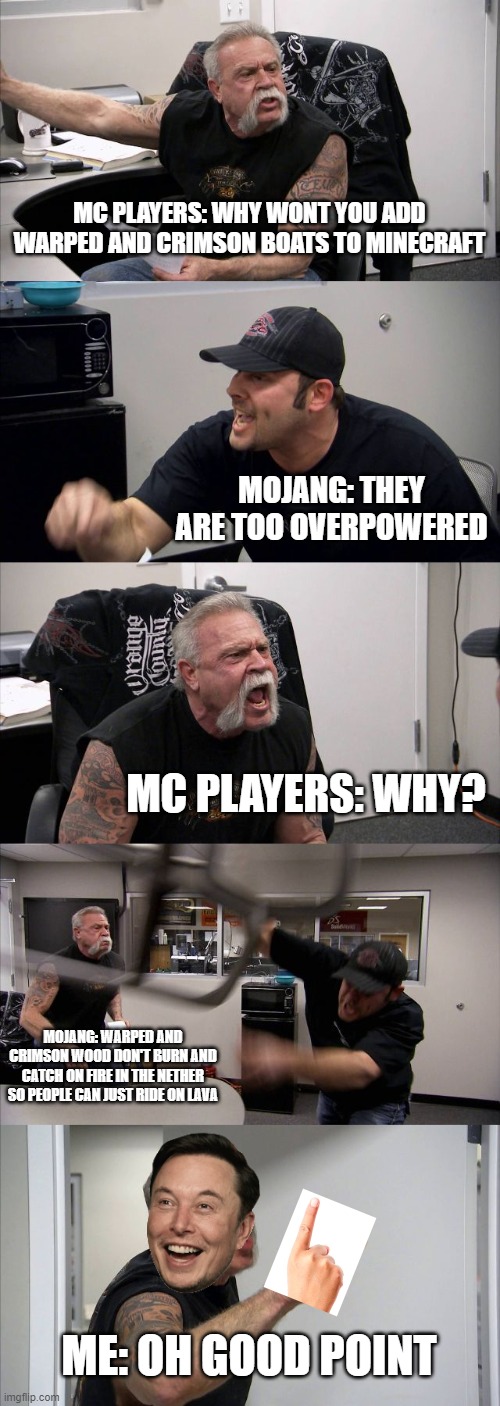 MC PLAYERS: WHY WONT YOU ADD
WARPED AND CRIMSON BOATS TO MINECRAFT
MOJANG: THEY
ARE TOO OVERPOWERED
Orange
County
MC PLAYERS: WHY?
MOJANG: WARPED AND
CRIMSON WOOD DON'T BURN AND
CATCH ON FIRE IN THE NETHER
SO PEOPLE CAN JUST RIDE ON LAVA
ME: OH GOOD POINT
imgflip.com